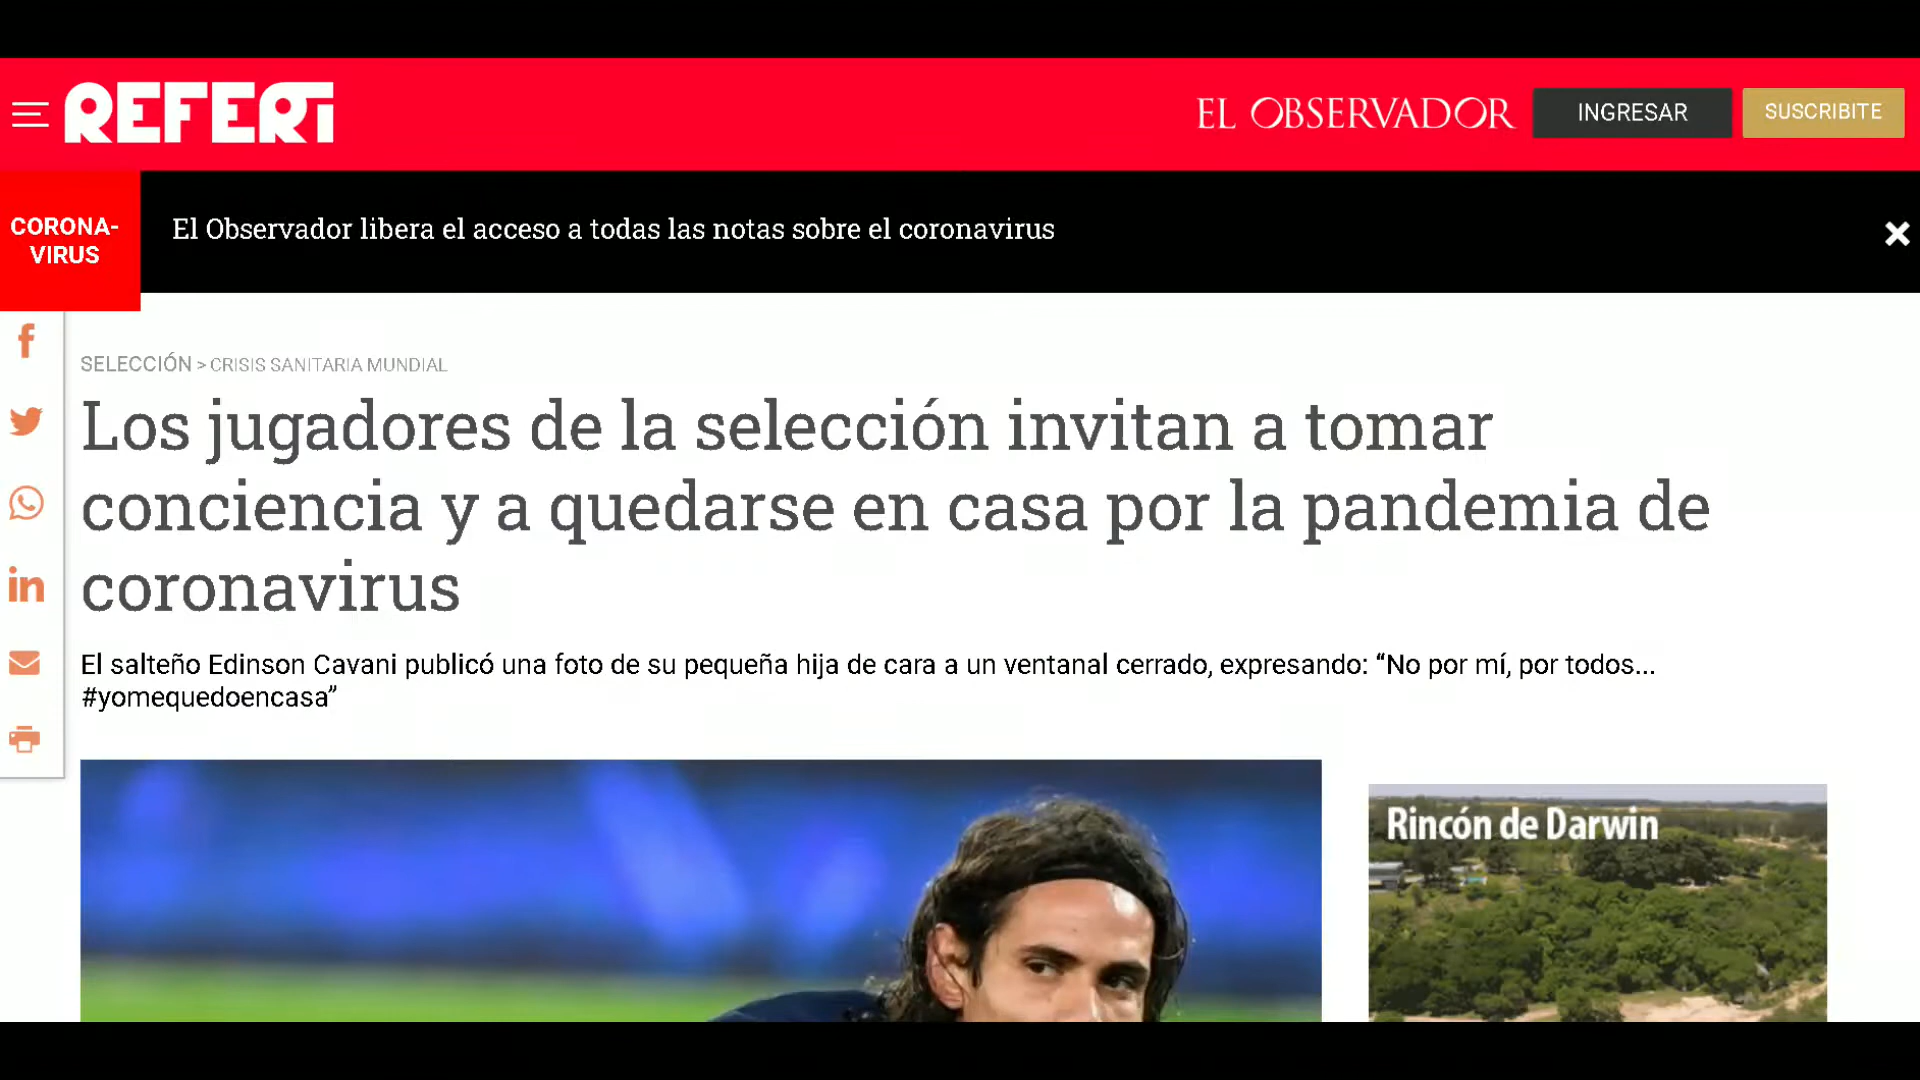 REFERi
EL OBSERVADOR
INGRESAR
SUSCRIBITE
CORONA-
VIRUS
El Observador libera el acceso a todas las notas sobre el coronavirus
SELECCIÓN > CRISIS SANITARIA MUNDIAL
Los jugadores de la selección invitan a tomar
conciencia y a quedarse en casa por la pandemia de
coronavirus
El salteño Edinson Cavani publicó una foto de su pequeña hija de cara a un ventanal cerrado, expresando: “No por mí, por todos...
#yomequedoencasa”
Rincón de Darwin